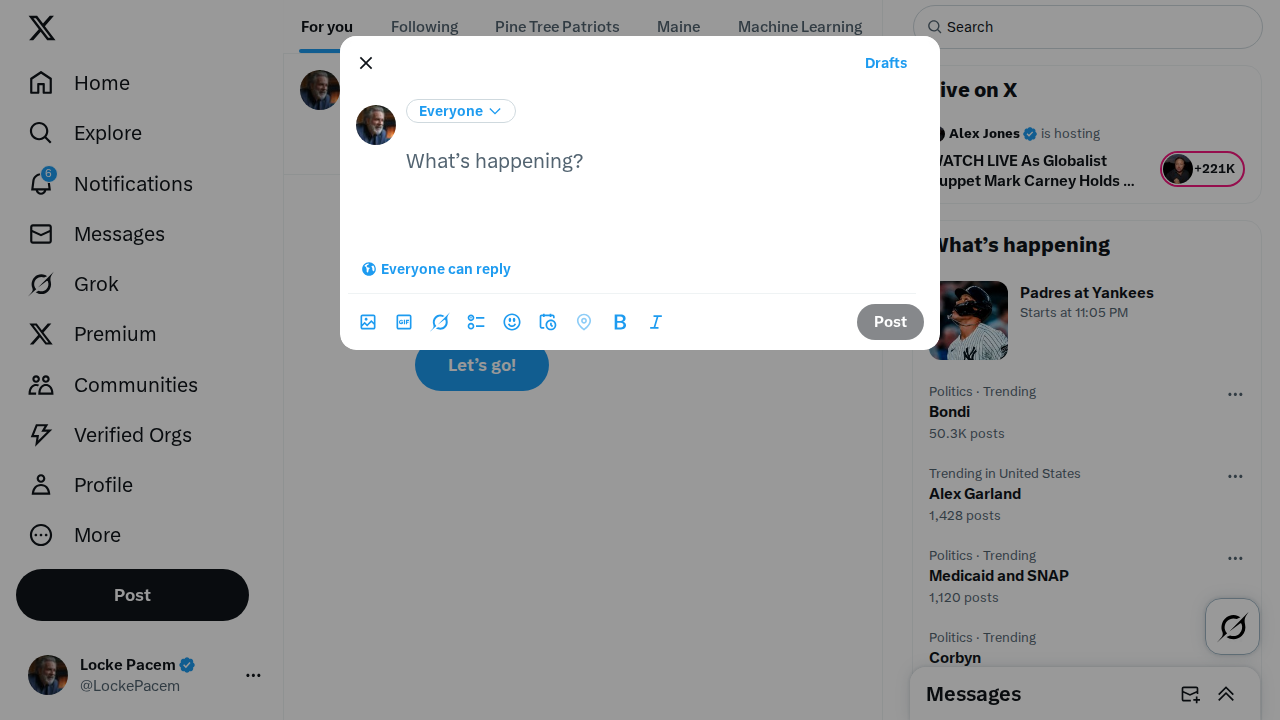 For you
Following
Pine Tree Patriots
Maine
Machine Learning
Search
Home
Explore
6
Notifications
Messages
Grok
Premium
Communities
Verified Orgs
Profile
More
Post
Locke Pacem
@LockePacem
Drafts
Everyone
What’s happening?
Everyone can reply
GIF
B I
Post
Let’s go!
ive on X
Alex Jones is hosting
WATCH LIVE As Globalist
uppet Mark Carney Holds ...
+221K
What’s happening
Padres at Yankees
Starts at 11:05 PM
Politics · Trending
Bondi
50.3K posts
Trending in United States
Alex Garland
1,428 posts
Politics · Trending
Medicaid and SNAP
1,120 posts
Politics · Trending
Corbyn
Messages